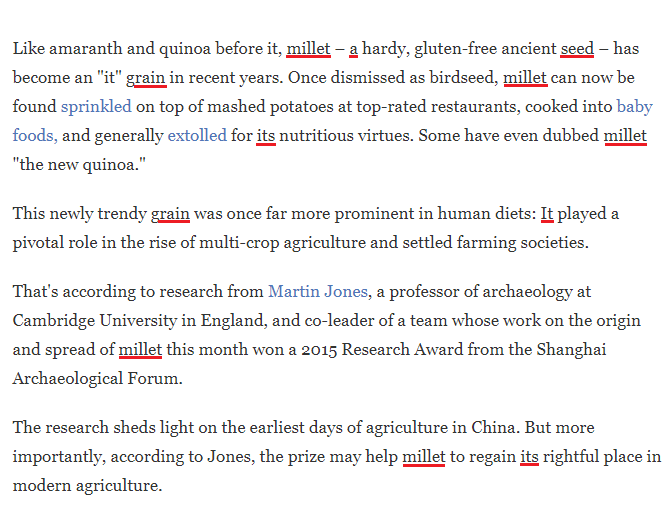 Like amaranth and quinoa before it, millet – a hardy, gluten-free ancient seed – has
become an "it" grain in recent years. Once dismissed as birdseed, millet can now be
found sprinkled on top of mashed potatoes at top-rated restaurants, cooked into baby
foods, and generally extolled for its nutritious virtues. Some have even dubbed millet
"the new quinoa."
This newly trendy grain was once far more prominent in human diets: It played a
pivotal role in the rise of multi-crop agriculture and settled farming societies.
That's according to research from Martin Jones, a professor of archaeology at
Cambridge University in England, and co-leader of a team whose work on the origin
and spread of millet this month won a 2015 Research Award from the Shanghai
Archaeological Forum.
The research sheds light on the earliest days of agriculture in China. But more
importantly, according to Jones, the prize may help millet to regain its rightful place in
modern agriculture.